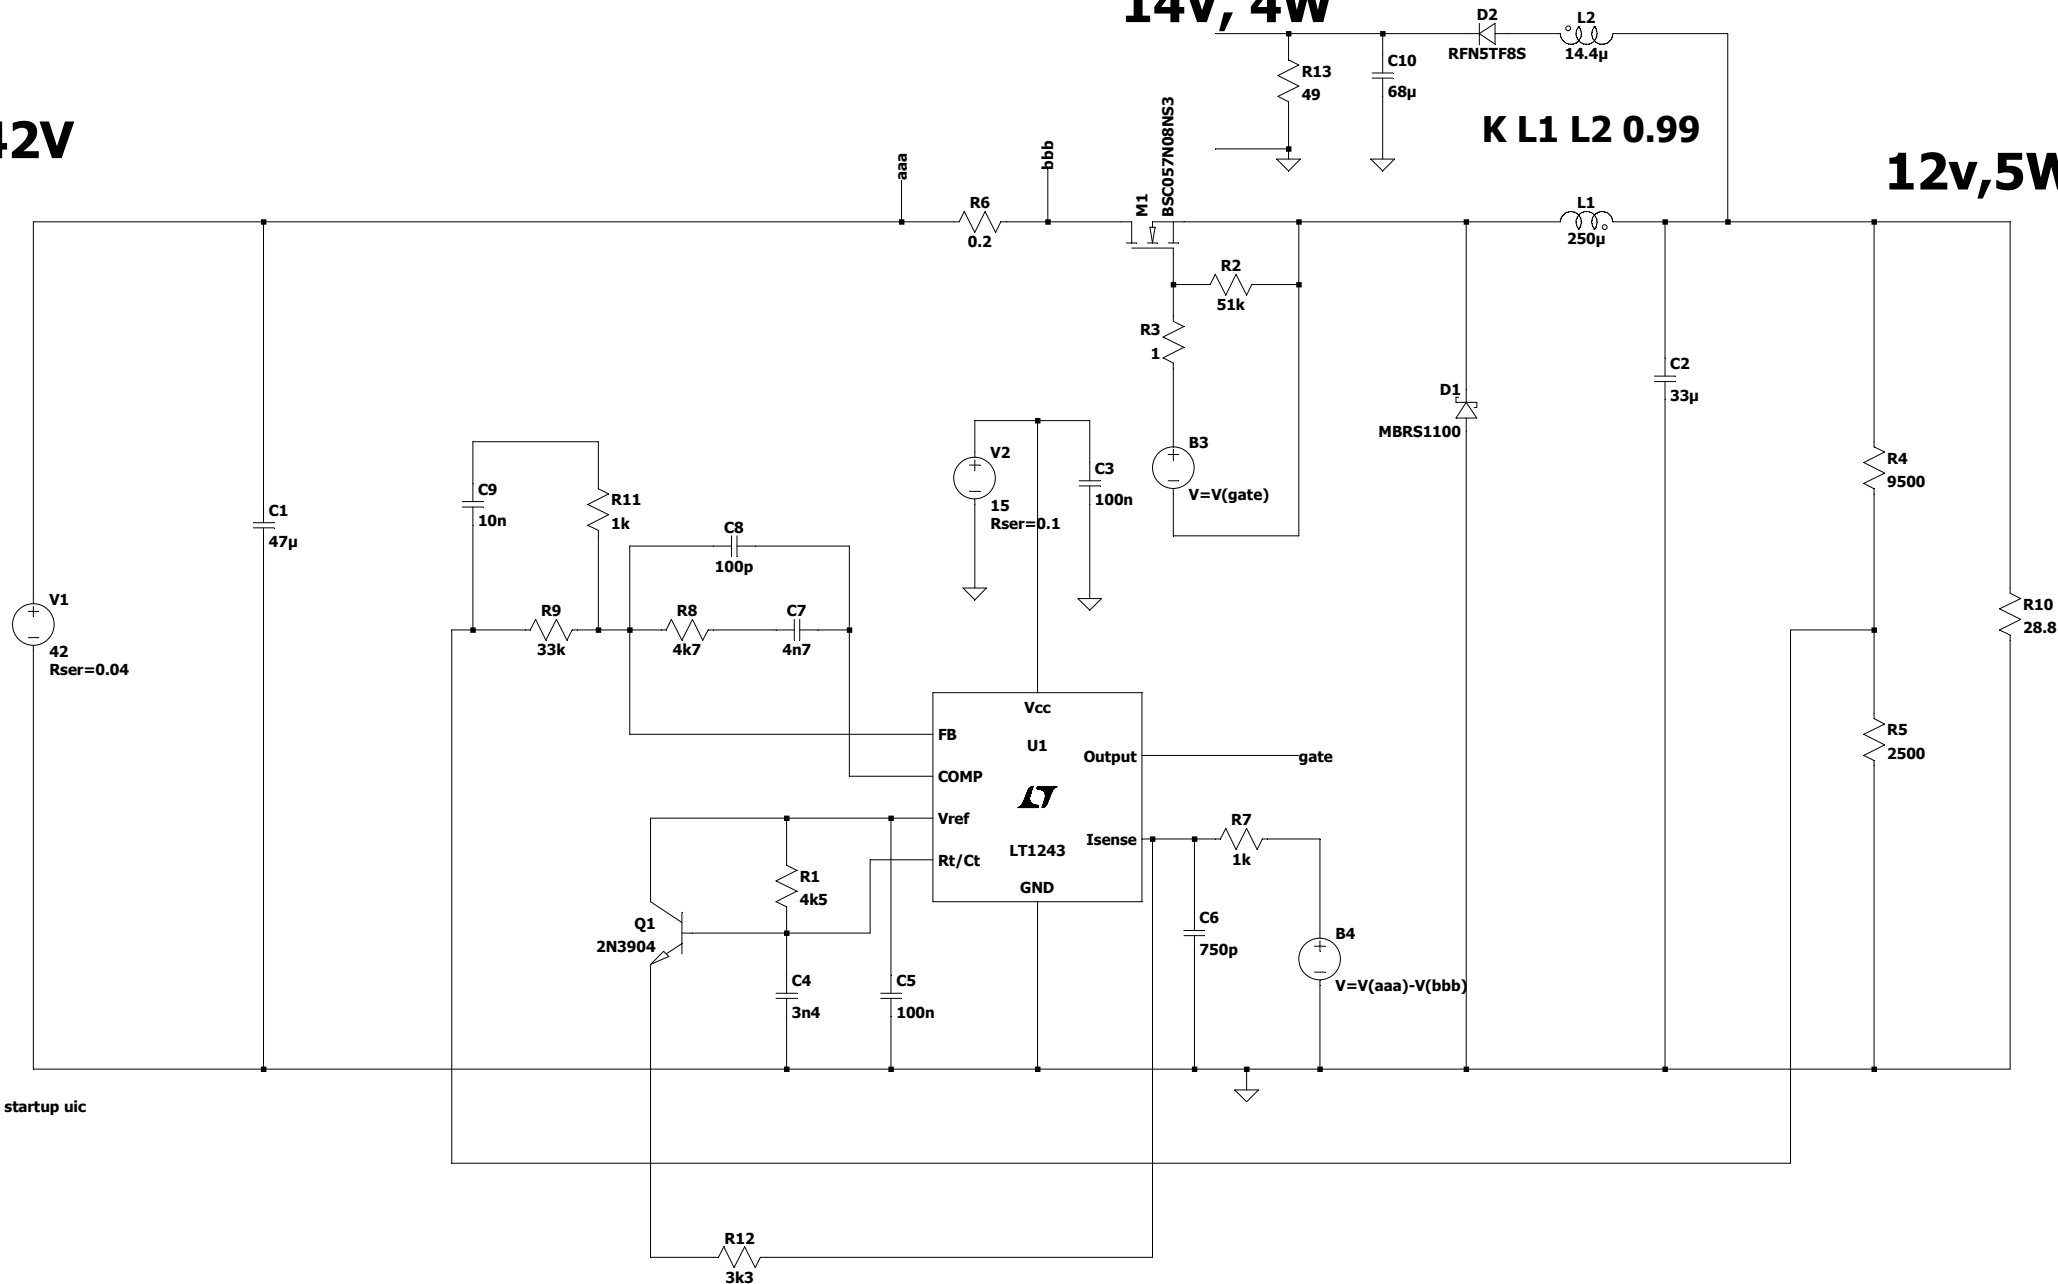 14v, 4W
D2
RFN5TF8S
L2
14.4µ
R13
49
C10
68µ
K L1 L2 0.99
42V
12v,5W
aaa
bbb
R6
0.2
M1
BSC057N08NS3
L1
250µ
R2
51k
R3
1
C2
33µ
D1
MBRS1100
B3
V=V(gate)
V2
15
Rser=0.1
C3
100n
R4
9500
C9
10n
R11
1k
C1
47µ
C8
100p
V1
42
Rser=0.04
R9
33k
R8
4k7
C7
4n7
R10
28.8
Vcc
FB
U1
Output
gate
COMP
R5
2500
Vref
Isense
R7
1k
Rt/Ct
LT1243
GND
R1
4k5
Q1
2N3904
C6
750p
B4
V=V(aaa)-V(bbb)
C4
3n4
C5
100n
startup uic
R12
3k3